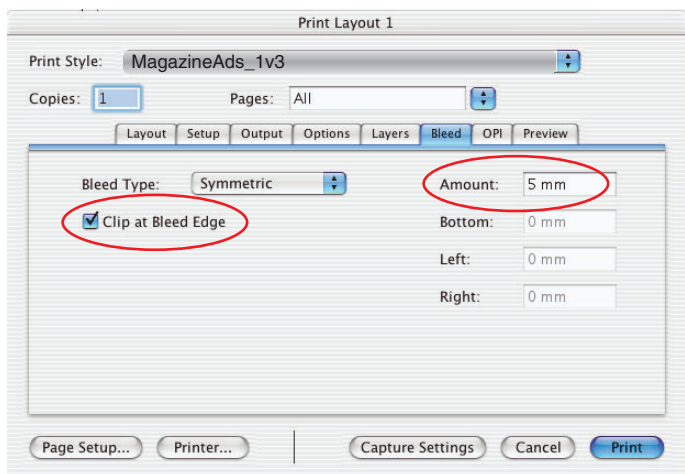 Print Layout 1
Print Style: MagazineAds_1v3
Copies: 1 Pages: All
Layout Setup Output Options Layers Bleed OPI Preview
Bleed Type: Symmetric Amount: 5 mm
Clip at Bleed Edge Bottom: 0 mm
Left: 0 mm
Right: 0 mm
Page Setup... Printer... Capture Settings Cancel Print